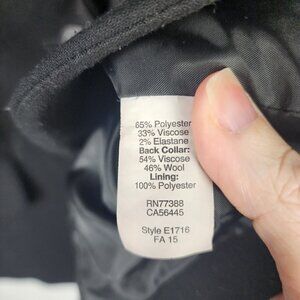 65% Polyester
33% Viscose
2% Elastane
Back Collar:
54% Viscose
46% Wool
Lining:
100% Polyester
RN77388
CA56445
Style E1716
FA 15